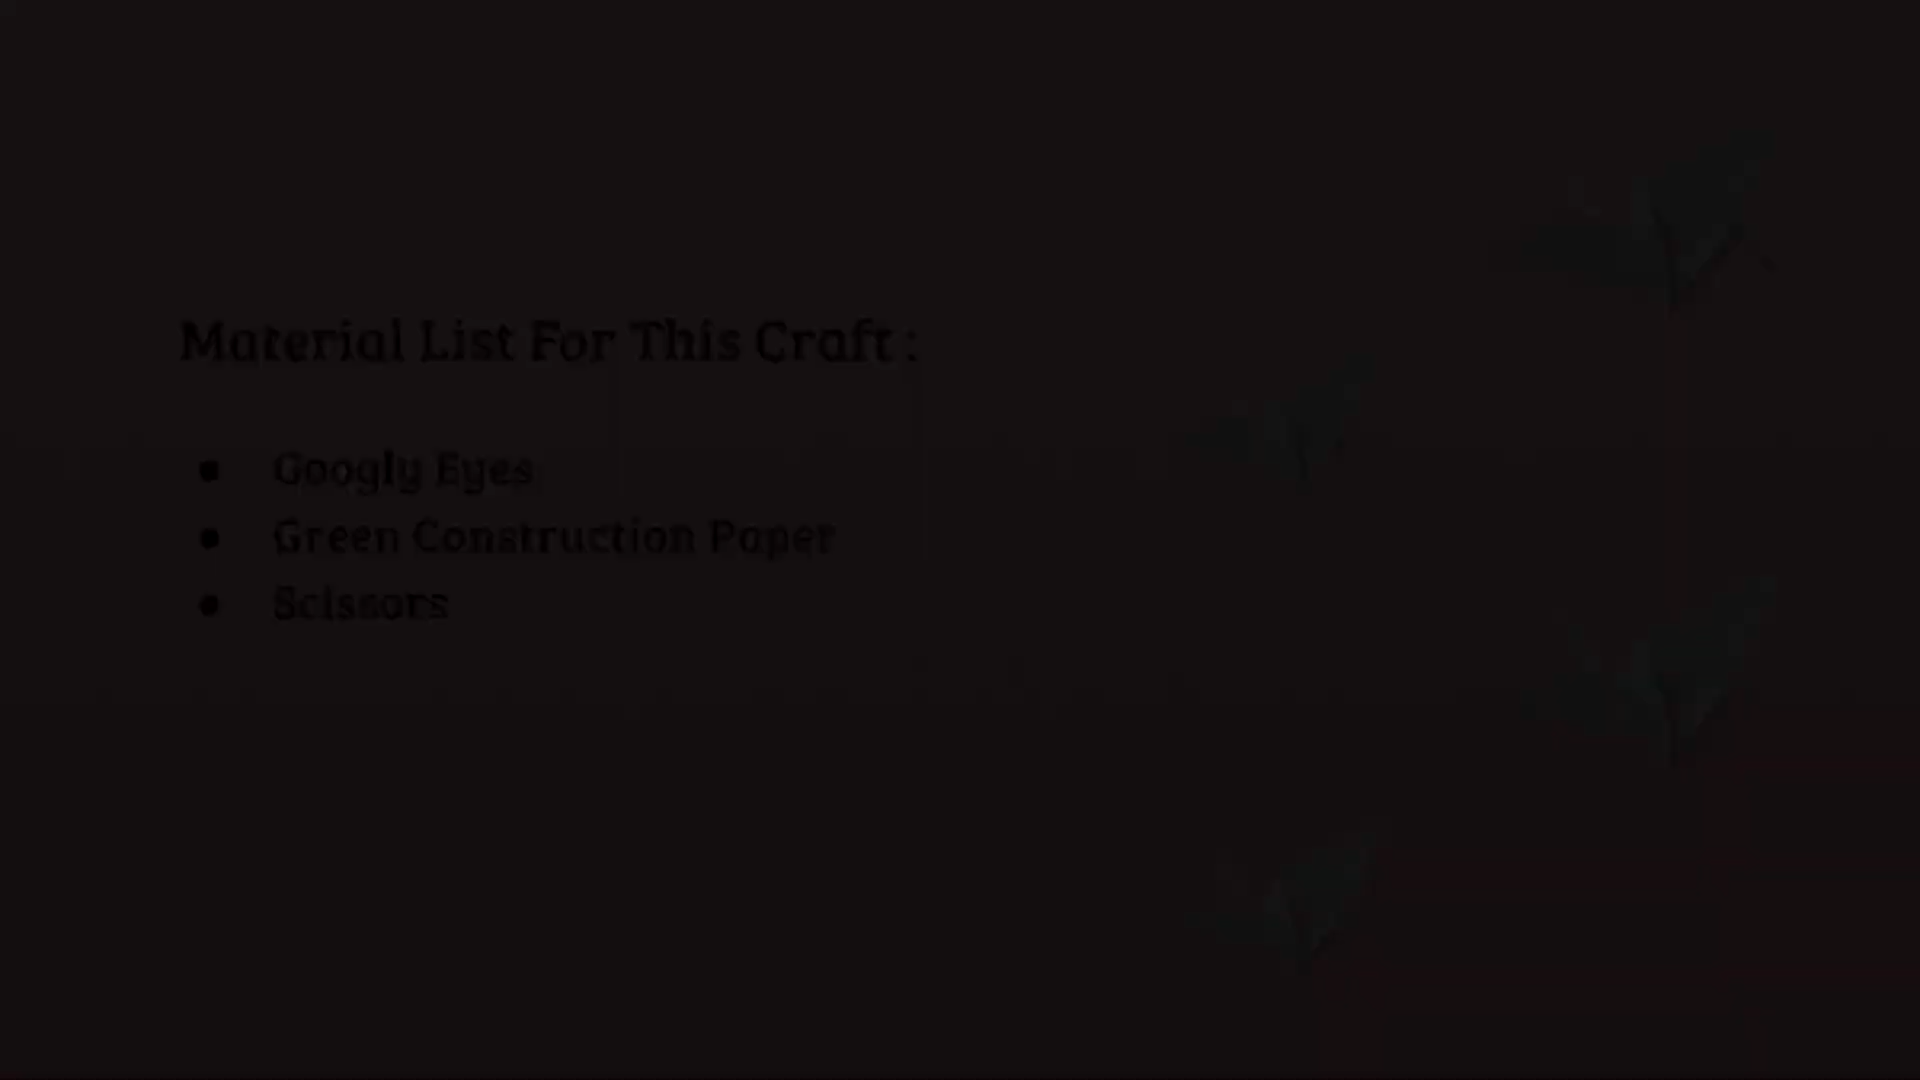 Material List For This Craft :
● Googly Eyes
● Green Construction Paper
● Scissors